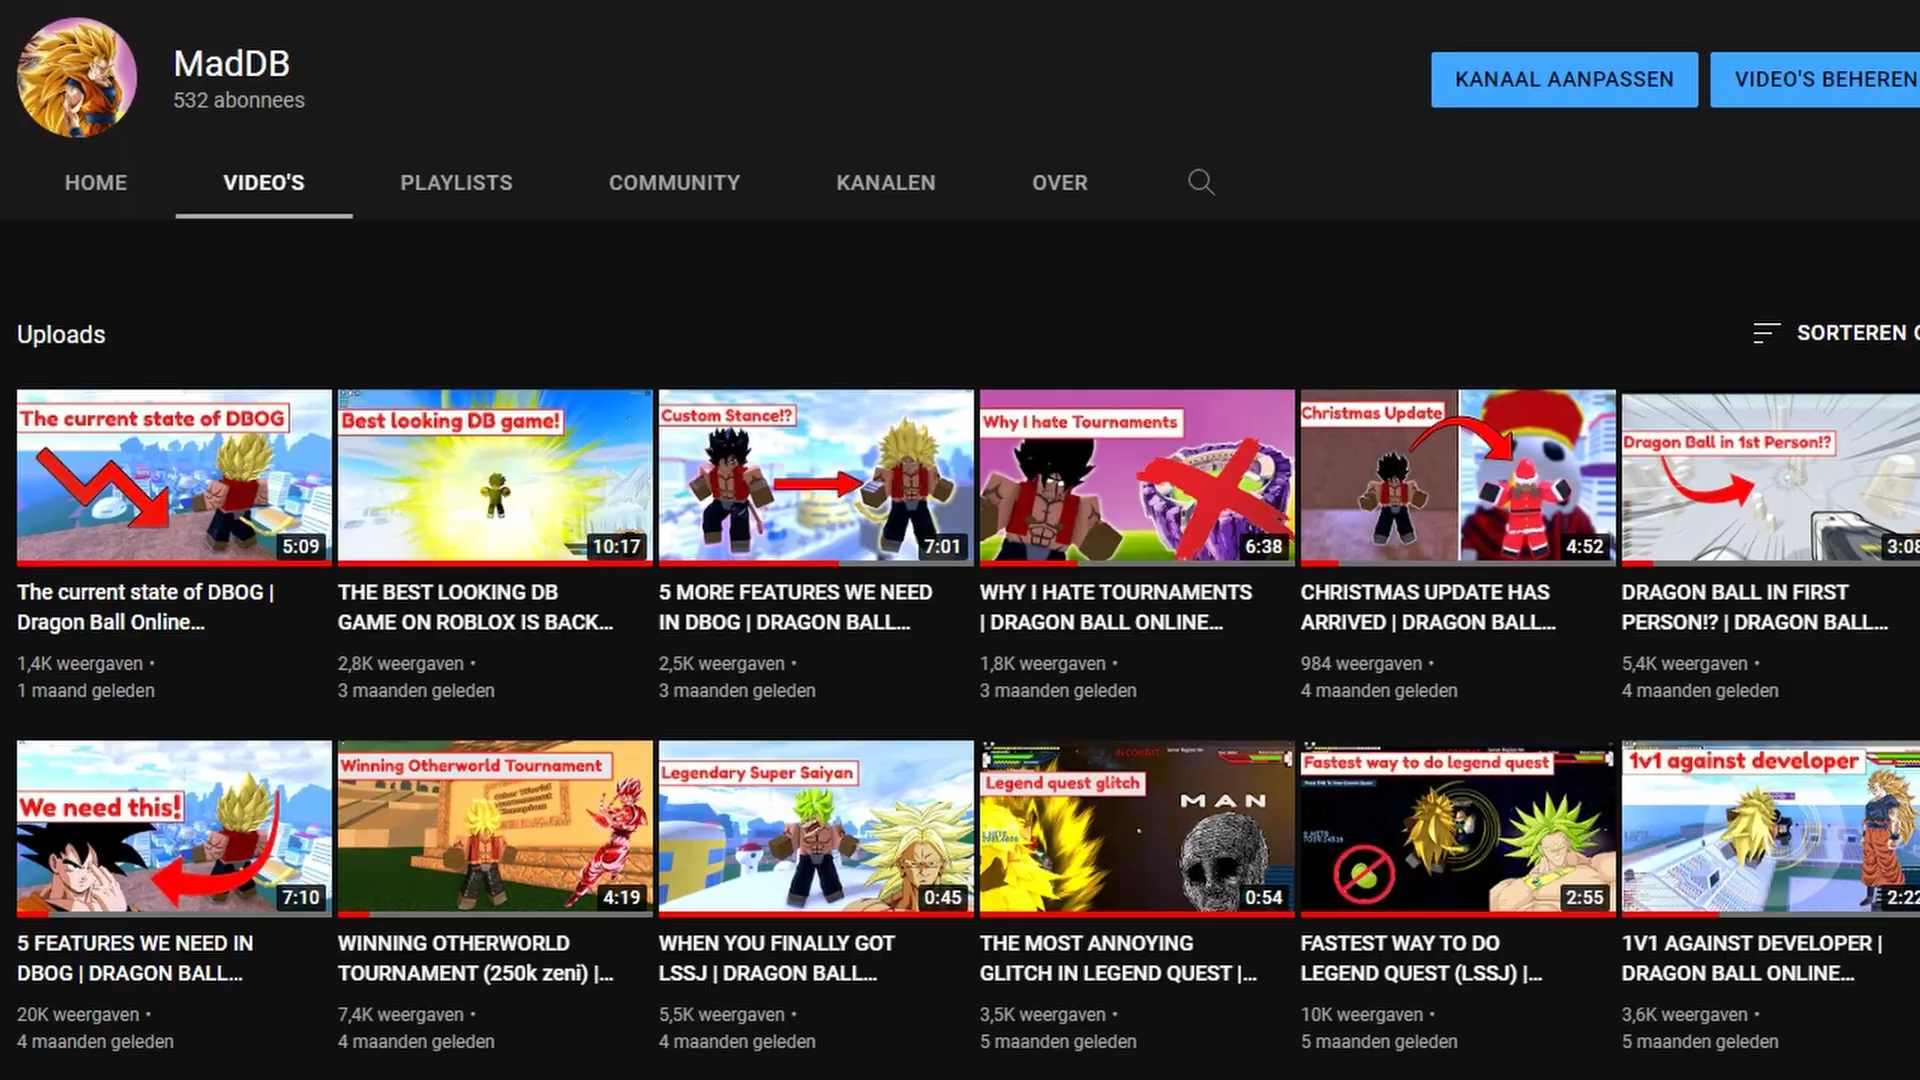 MadDB
532 abonnees
KANAAL AANPASSEN
VIDEO'S BEHEREN
HOME
VIDEO'S
PLAYLISTS
COMMUNITY
KANALEN
OVER
Uploads
SORTEREN
The current state of DBOG
5:09
Best looking DB game!
10:17
Custom Stance!?
7:01
Why I hate Tournaments
6:38
Christmas Update
4:52
Dragon Ball in 1st Person!?
3:08
The current state of DBOG |
Dragon Ball Online...
1,4K weergaven •
1 maand geleden
THE BEST LOOKING DB
GAME ON ROBLOX IS BACK...
2,8K weergaven •
3 maanden geleden
5 MORE FEATURES WE NEED
IN DBOG | DRAGON BALL...
2,5K weergaven •
3 maanden geleden
WHY I HATE TOURNAMENTS
| DRAGON BALL ONLINE...
1,8K weergaven •
3 maanden geleden
CHRISTMAS UPDATE HAS
ARRIVED | DRAGON BALL...
984 weergaven •
4 maanden geleden
DRAGON BALL IN FIRST
PERSON!? | DRAGON BALL...
5,4K weergaven •
4 maanden geleden
We need this!
7:10
Winning Otherworld Tournament
4:19
Legendary Super Saiyan
0:45
IN COMBAT
Legend quest glitch
MAN
0:54
Fastest way to do legend quest
2:55
1v1 against developer
2:22
5 FEATURES WE NEED IN
DBOG | DRAGON BALL...
20K weergaven •
4 maanden geleden
WINNING OTHERWORLD
TOURNAMENT (250k zeni) |...
7,4K weergaven •
4 maanden geleden
WHEN YOU FINALLY GOT
LSSJ | DRAGON BALL...
5,5K weergaven •
4 maanden geleden
THE MOST ANNOYING
GLITCH IN LEGEND QUEST |...
3,5K weergaven •
5 maanden geleden
FASTEST WAY TO DO
LEGEND QUEST (LSSJ) |...
10K weergaven •
5 maanden geleden
1V1 AGAINST DEVELOPER |
DRAGON BALL ONLINE...
3,6K weergaven •
5 maanden geleden